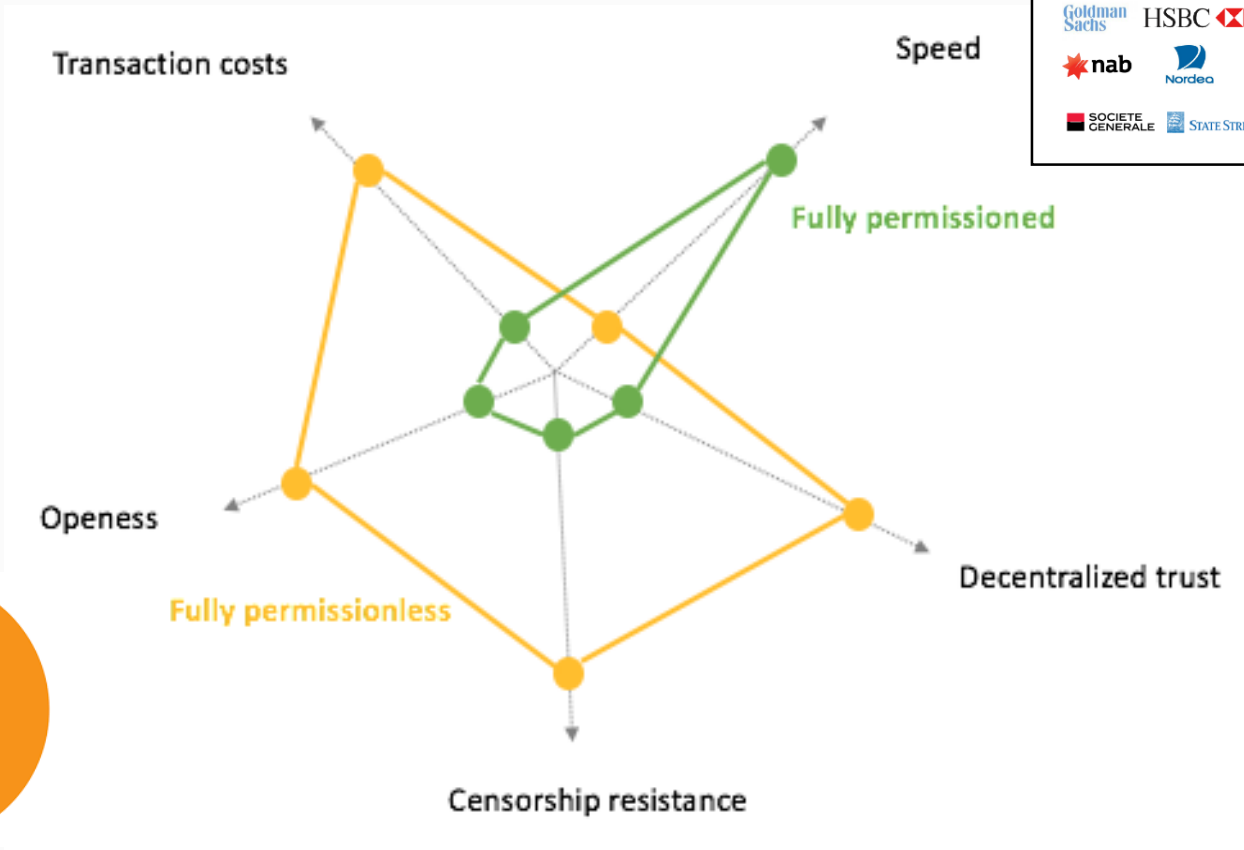 Goldman
Sachs
HSBC
nab
Nordea
SOCIETE
GENERALE
STATE
Transaction costs
Speed
Fully permissioned
Openess
Decentralized trust
Fully permissionless
Censorship resistance